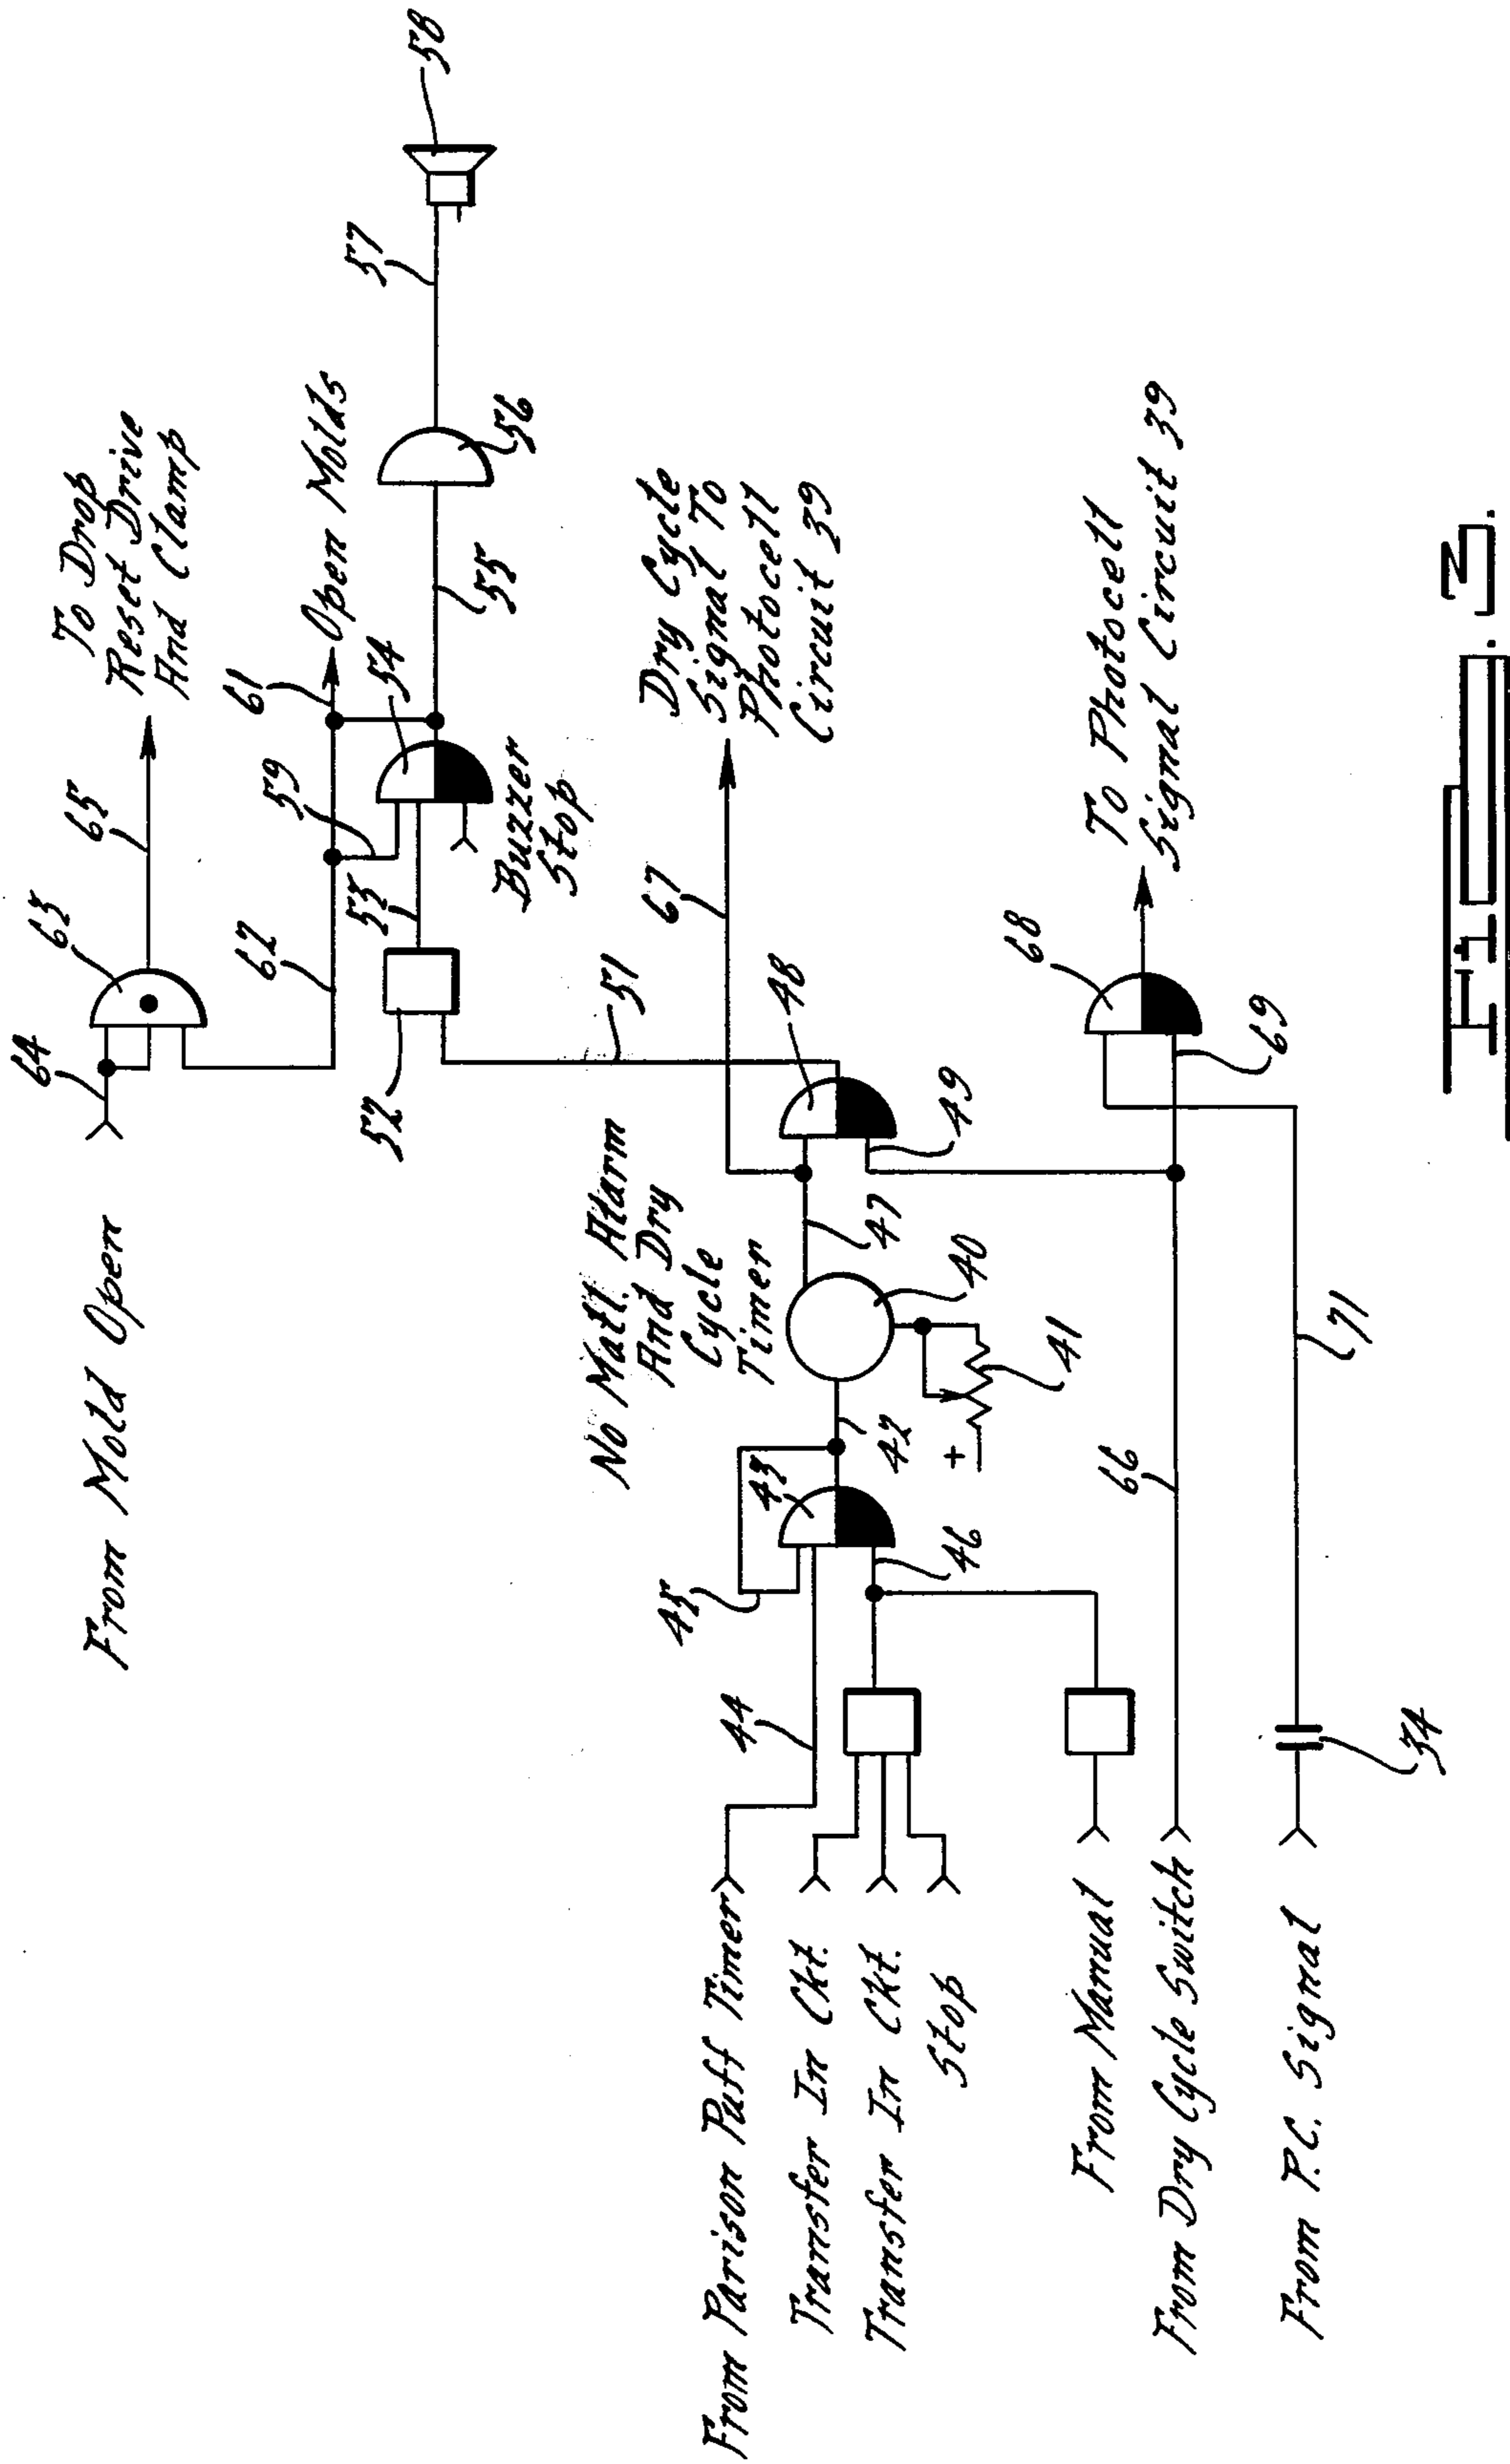 To Drop
Reset Drive
And Clamp
64
63
65
From Mold Open
62
59
61
Open Molds
52
53
54
55
56
57
58
Buzzer
Stop
51
No Matl. Alarm
And Dry
Cycle
Timer
67
Dry Cycle
Signal To
Photocell
Circuit 39
48
45
43
42
47
49
40
41
+
44
46
From Parison Puff Timer
Transfer In Ckt.
Transfer In Ckt.
Stop
From Manual
68
To Photocell
Signal Circuit 39
69
66
From Dry Cycle Switch
71
34
From P.C. Signal
Fig. 3.